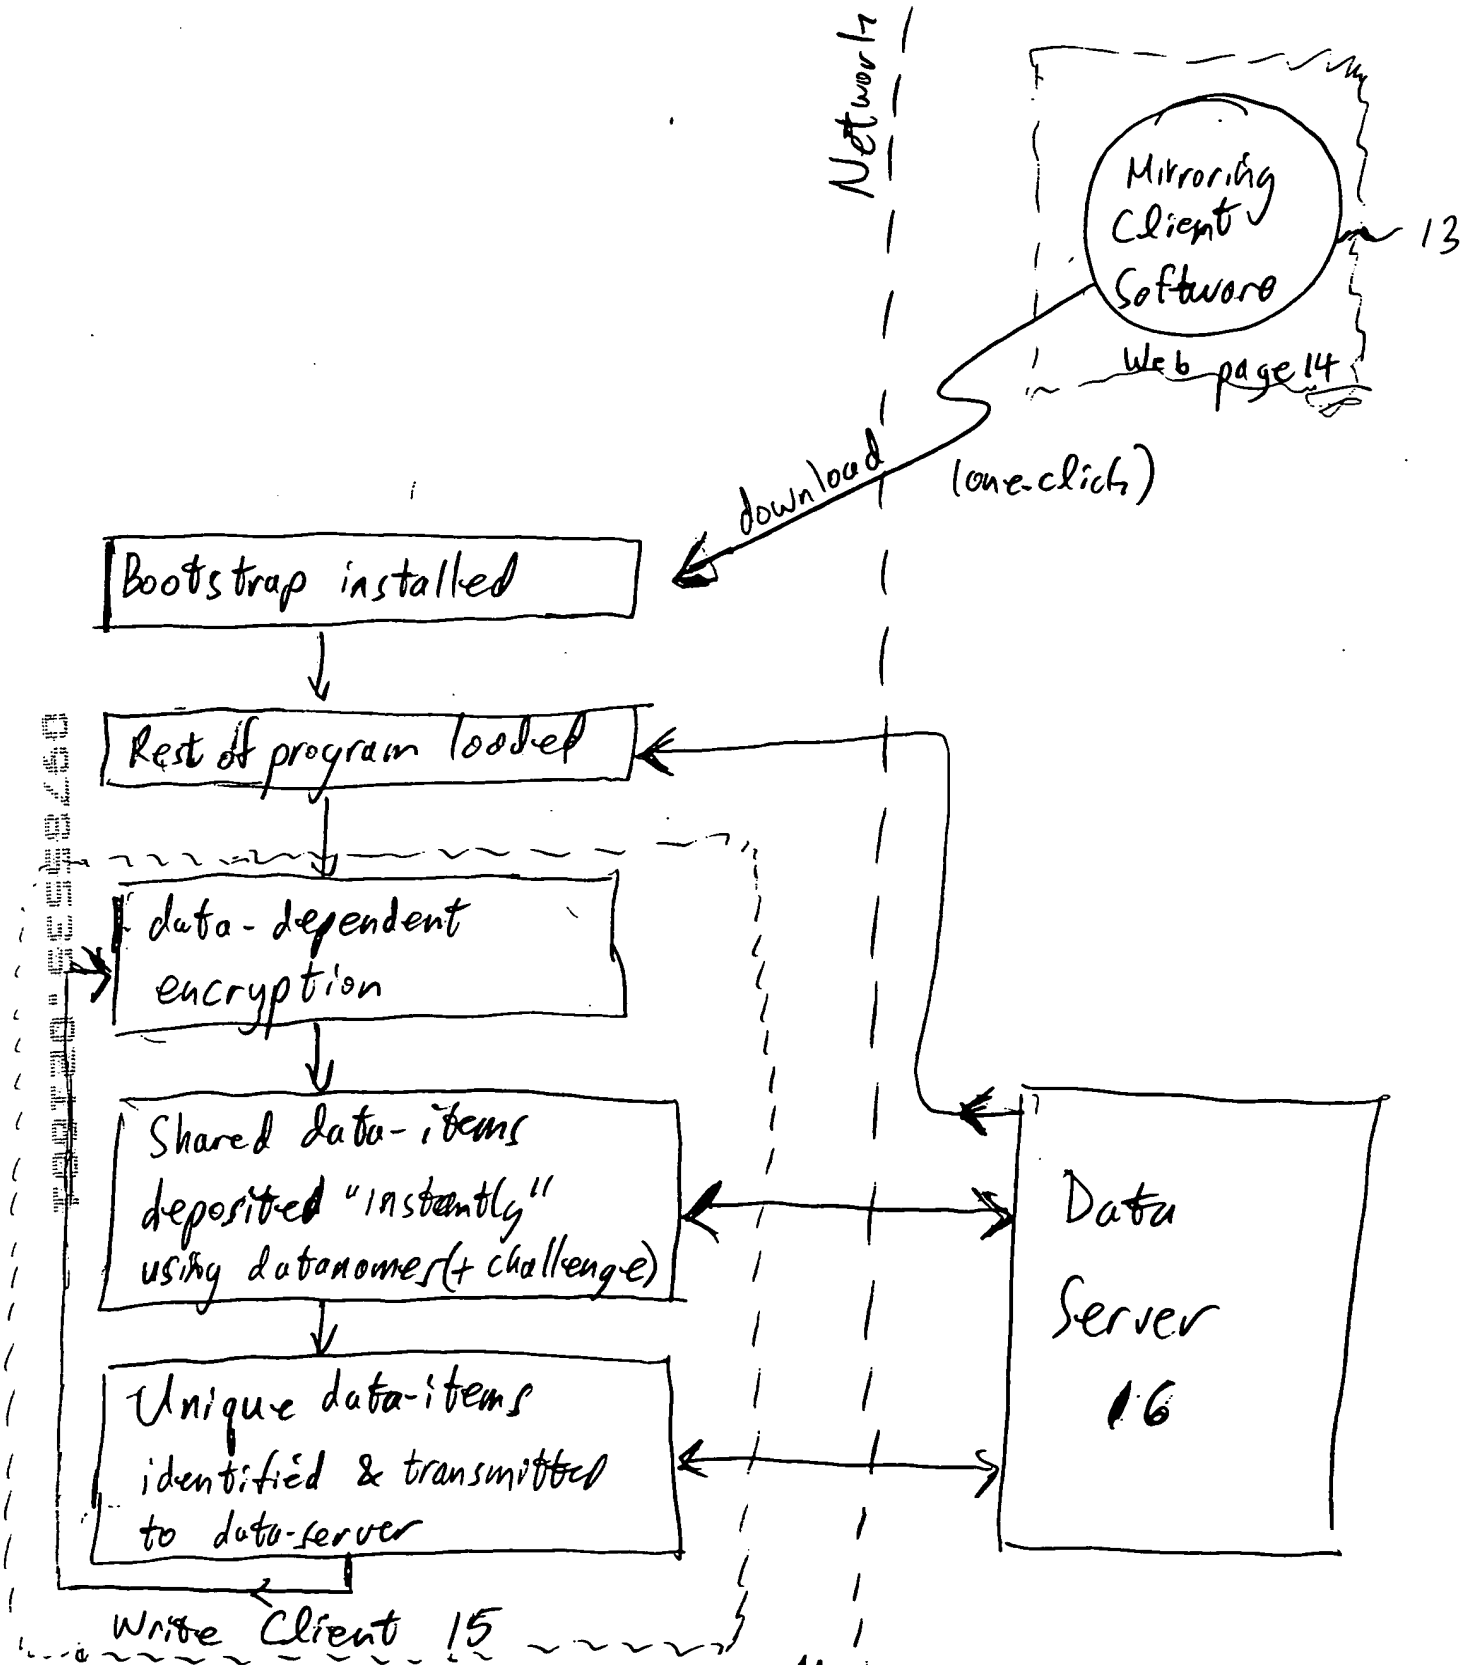 Network
Mirroring
Client
Software
13
Web page 14
download
(one-click)
Bootstrap installed
Rest of program loaded
data-dependent
encryption
Shared data-items
deposited "instantly"
using datanames (+ challenge)
Data
Server
16
Unique data-items
identified & transmitted
to data-server
Write Client 15